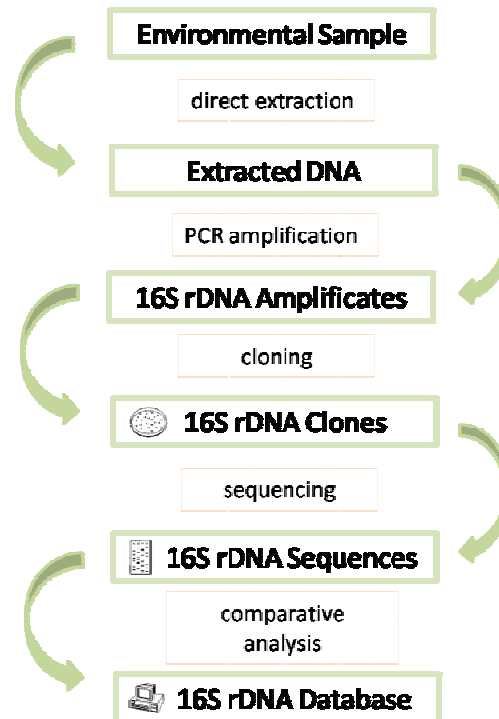 Environmental Sample
direct extraction
Extracted DNA
PCR amplification
16S rDNA Amplificates
cloning
16S rDNA Clones
sequencing
16S rDNA Sequences
comparative
analysis
16S rDNA Database